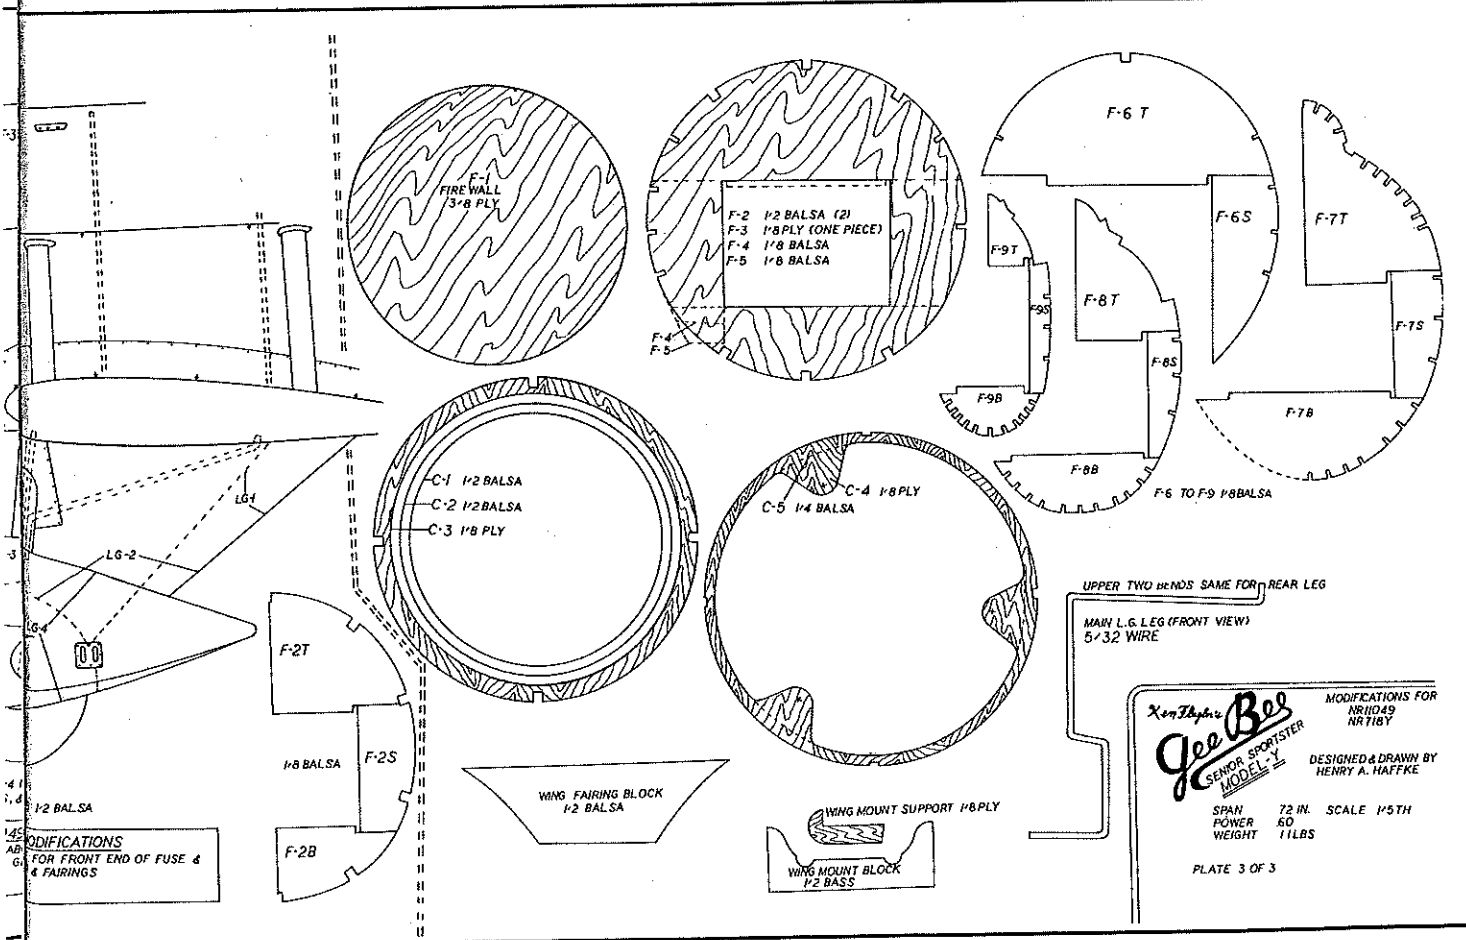 F-1
FIRE WALL
3/8 PLY
F-2 1/2 BALSA (2)
F-3 1/8 PLY (ONE PIECE)
F-4 1/8 BALSA
F-5 1/8 BALSA
F-4
F-5
F-6 T
F-6S
F-7T
F-7S
F-7B
F-9T
F-9S
F-9B
F-8T
F-8S
F-8B
F-6 TO F-9 1/8 BALSA
C-1 1/2 BALSA
C-2 1/2 BALSA
C-3 1/8 PLY
C-4 1/8 PLY
C-5 1/4 BALSA
LG-1
LG-2
LG-4
F-2T
F-2S
1/8 BALSA
F-2B
1/2 BALSA
ODIFICATIONS
FOR FRONT END OF FUSE &
& FAIRINGS
WING FAIRING BLOCK
1/2 BALSA
WING MOUNT SUPPORT 1/8 PLY
WING MOUNT BLOCK
1/2 BASS
UPPER TWO BENDS SAME FOR REAR LEG
MAIN L.G. LEG (FRONT VIEW)
5/32 WIRE
Gee Bee
SENIOR SPORTSTER
MODEL-Y
MODIFICATIONS FOR
NR11049
NR718Y
DESIGNED & DRAWN BY
HENRY A. HAFFKE
SPAN 72 IN. SCALE 1/5TH
POWER .60
WEIGHT 11 LBS
PLATE 3 OF 3